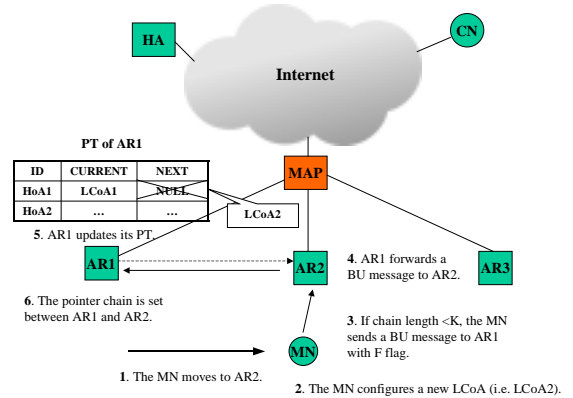 HA
CN
Internet
PT of AR1
ID CURRENT NEXT
HoA1 LCoA1 NULL
HoA2 ... ...
MAP
LCoA2
5. AR1 updates its PT.
AR1
AR2
AR3
4. AR1 forwards a
BU message to AR2.
6. The pointer chain is set
between AR1 and AR2.
3. If chain length <K, the MN
sends a BU message to AR1
with F flag.
MN
1. The MN moves to AR2.
2. The MN configures a new LCoA (i.e. LCoA2).